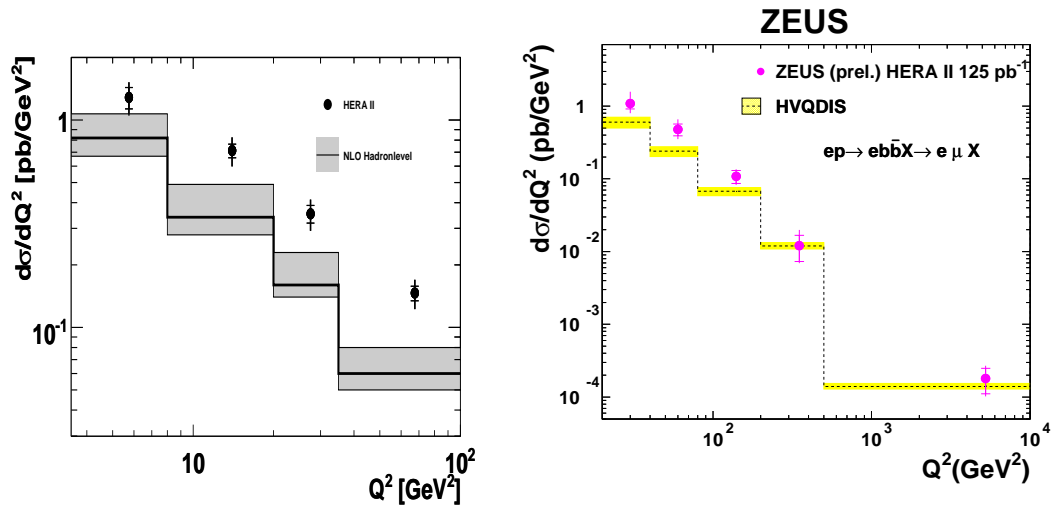 dσ/dQ² [pb/GeV²]
1
10⁻¹
HERA II
NLO Hadronlevel
10
10²
Q² [GeV²]
ZEUS
dσ/dQ² (pb/GeV²)
1
10⁻¹
10⁻²
10⁻³
10⁻⁴
ZEUS (prel.) HERA II 125 pb⁻¹
HVQDIS
ep→ ebb̄X→ e μ X
10²
10³
10⁴
Q²(GeV²)